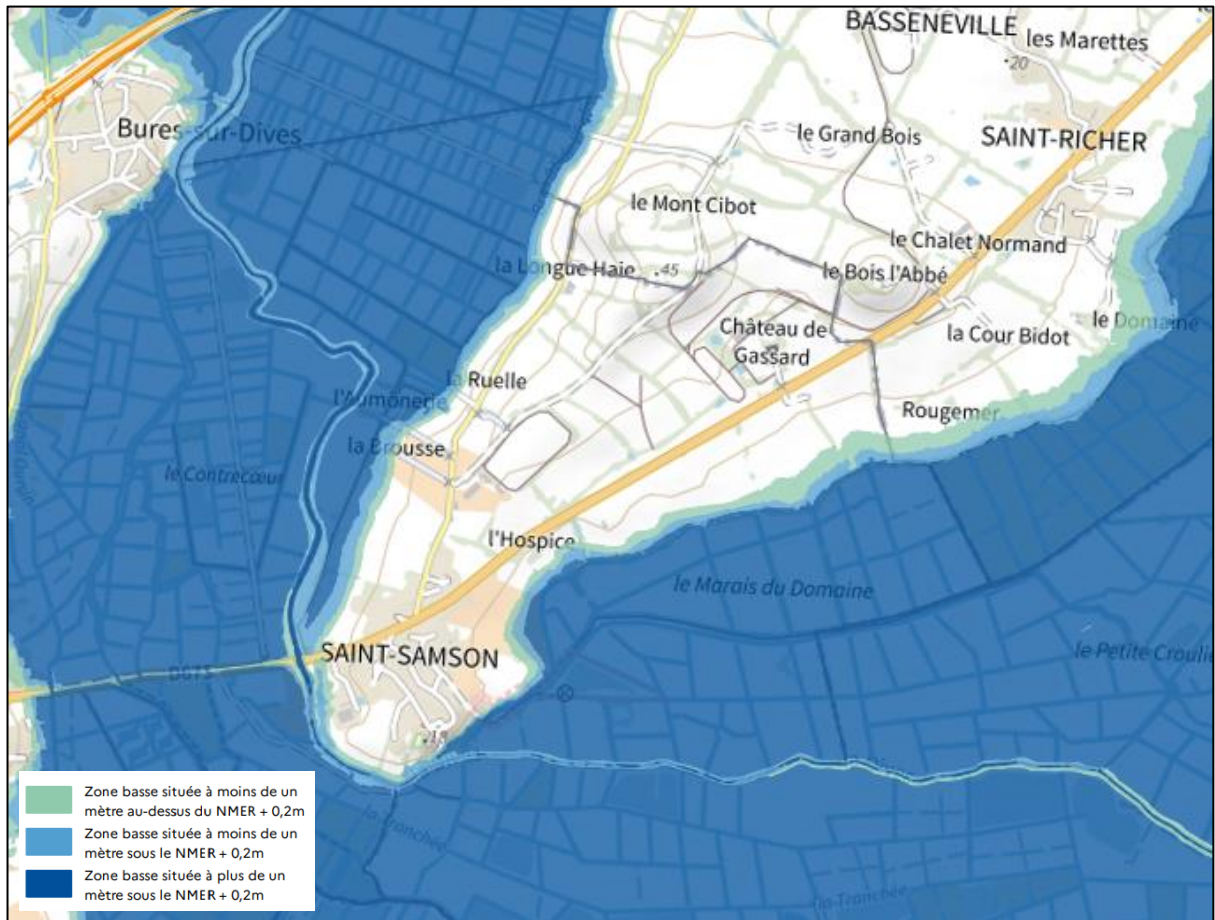 BASSENEVILLE
les Marettes
20
Bures-sur-Dives
le Grand Bois
SAINT-RICHER
le Mont Cibot
le Chalet Normand
la Longue Haie
45
le Bois l'Abbé
le Domaine
Château de
Gassard
la Cour Bidot
la Ruelle
l'Aumônerie
Rougemer
la Brousse
le Contrecœur
l'Hospice
le Marais du Domaine
SAINT-SAMSON
le Petite Croulie
D675
la Tranchée
la Tranchée
Zone basse située à moins de un
mètre au-dessus du NMER + 0,2m
Zone basse située à moins de un
mètre sous le NMER + 0,2m
Zone basse située à plus de un
mètre sous le NMER + 0,2m